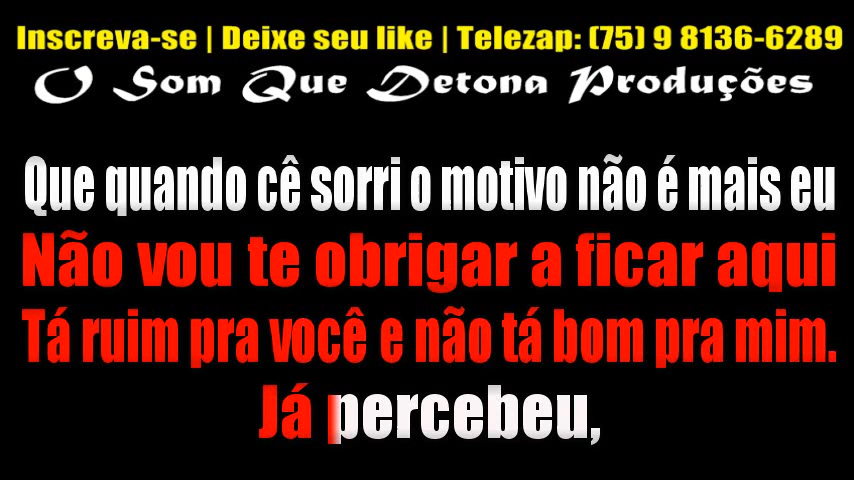 Inscreva-se | Deixe seu like | Telezap: (75) 9 8136-6289
O Som Que Detona Produções
Que quando cê sorri o motivo não é mais eu
Não vou te obrigar a ficar aqui
Tá ruim pra você e não tá bom pra mim.
Já percebeu,